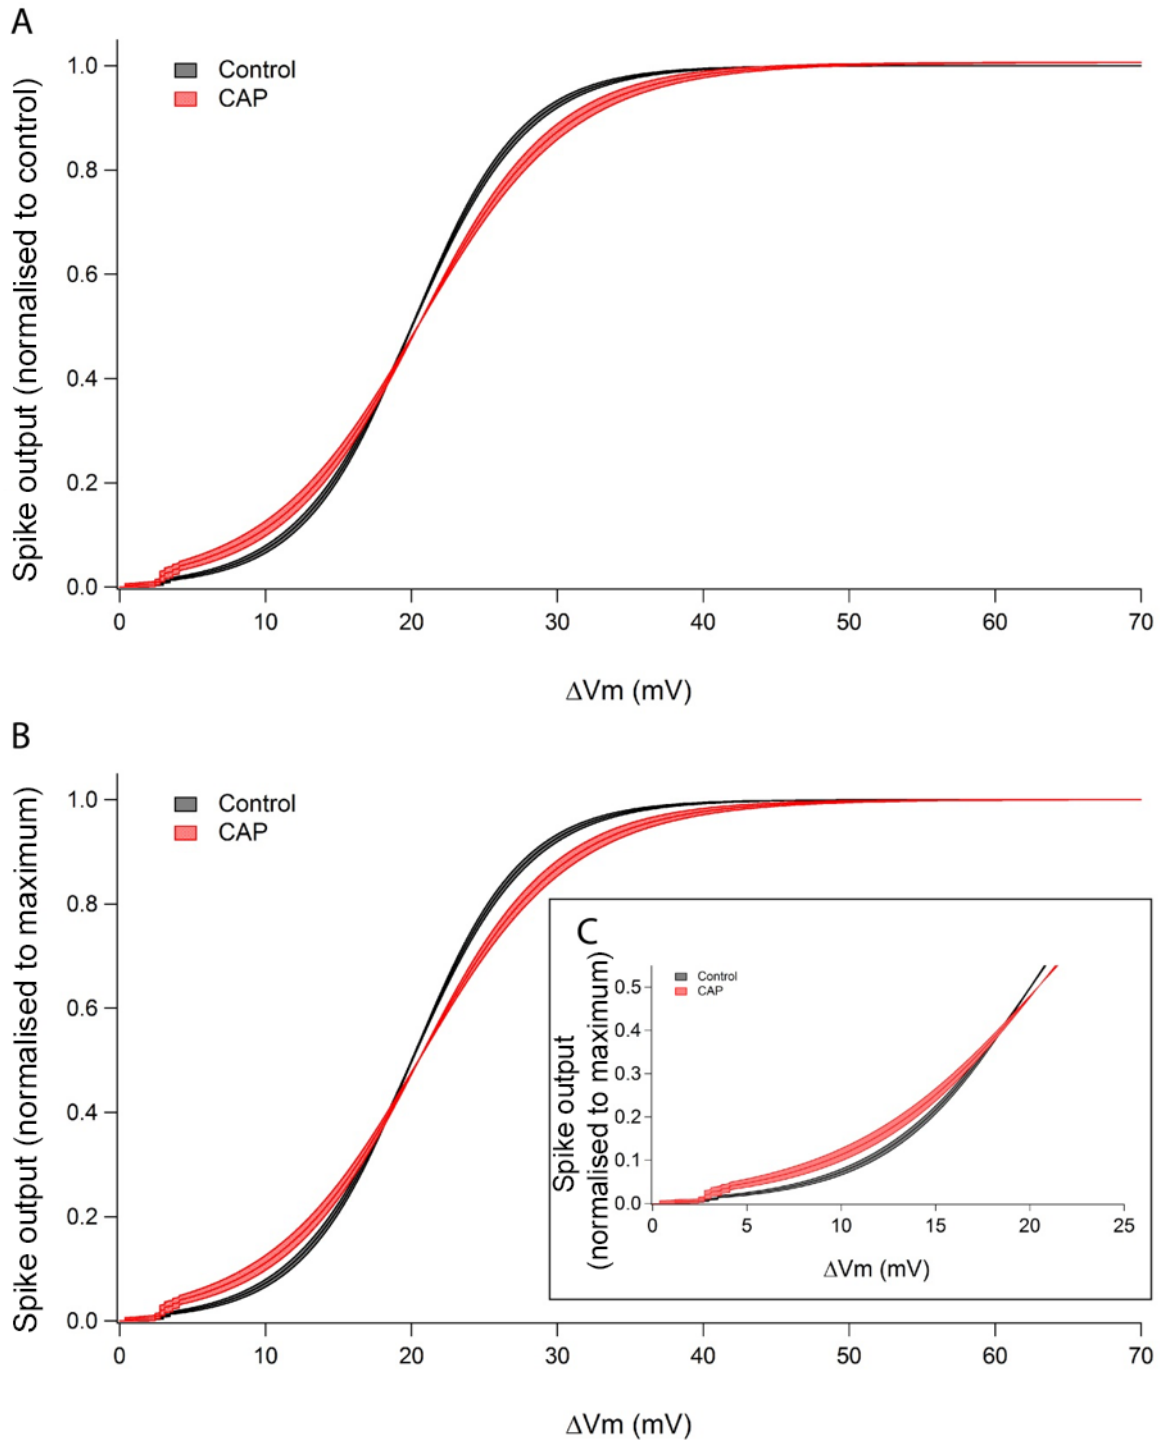 A
Control
CAP
Spike output (normalised to control)
1.0
0.8
0.6
0.4
0.2
0.0
0 10 20 30 40 50 60 70
ΔVm (mV)
B
Control
CAP
Spike output (normalised to maximum)
1.0
0.8
0.6
0.4
0.2
0.0
0 10 20 30 40 50 60 70
ΔVm (mV)
C
Control
CAP
Spike output
(normalised to maximum)
0.5
0.4
0.3
0.2
0.1
0.0
0 5 10 15 20 25
ΔVm (mV)